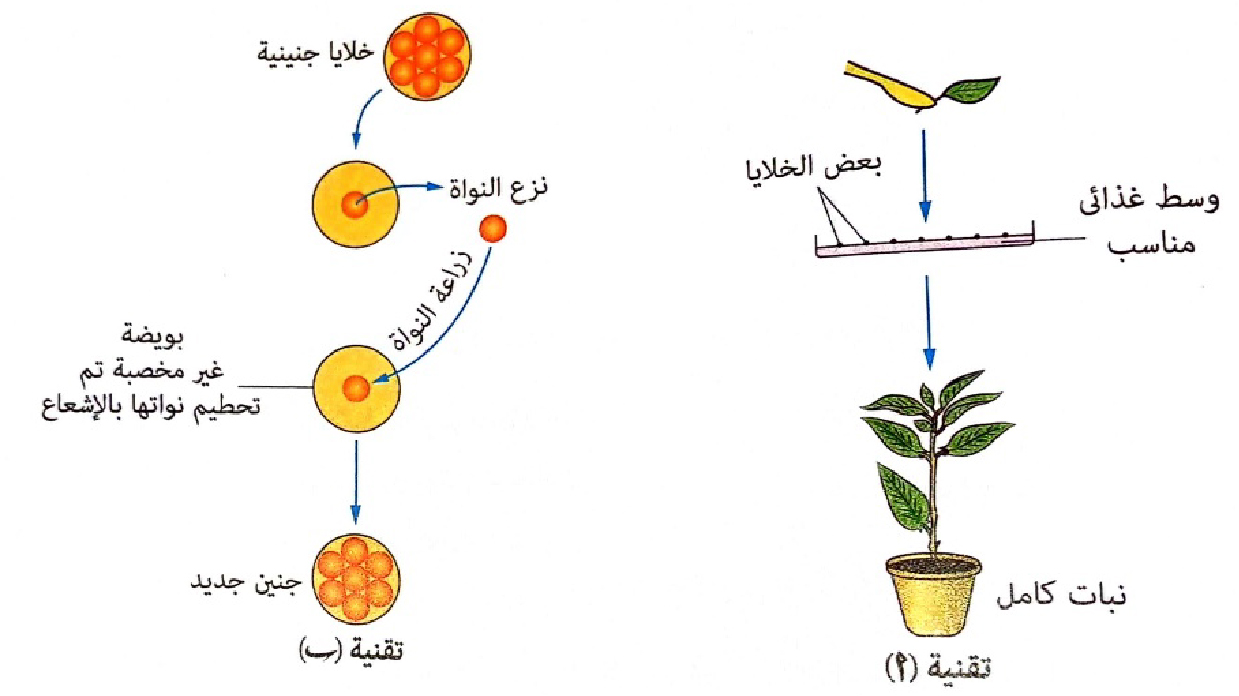 خلايا جنينية
نزع النواة
زراعة النواة
بويضة
غير مخصبة تم
تحطيم نواتها بالإشعاع
جنين جديد
تقنية (ب)
بعض الخلايا
وسط غذائى
مناسب
نبات كامل
تقنية (أ)